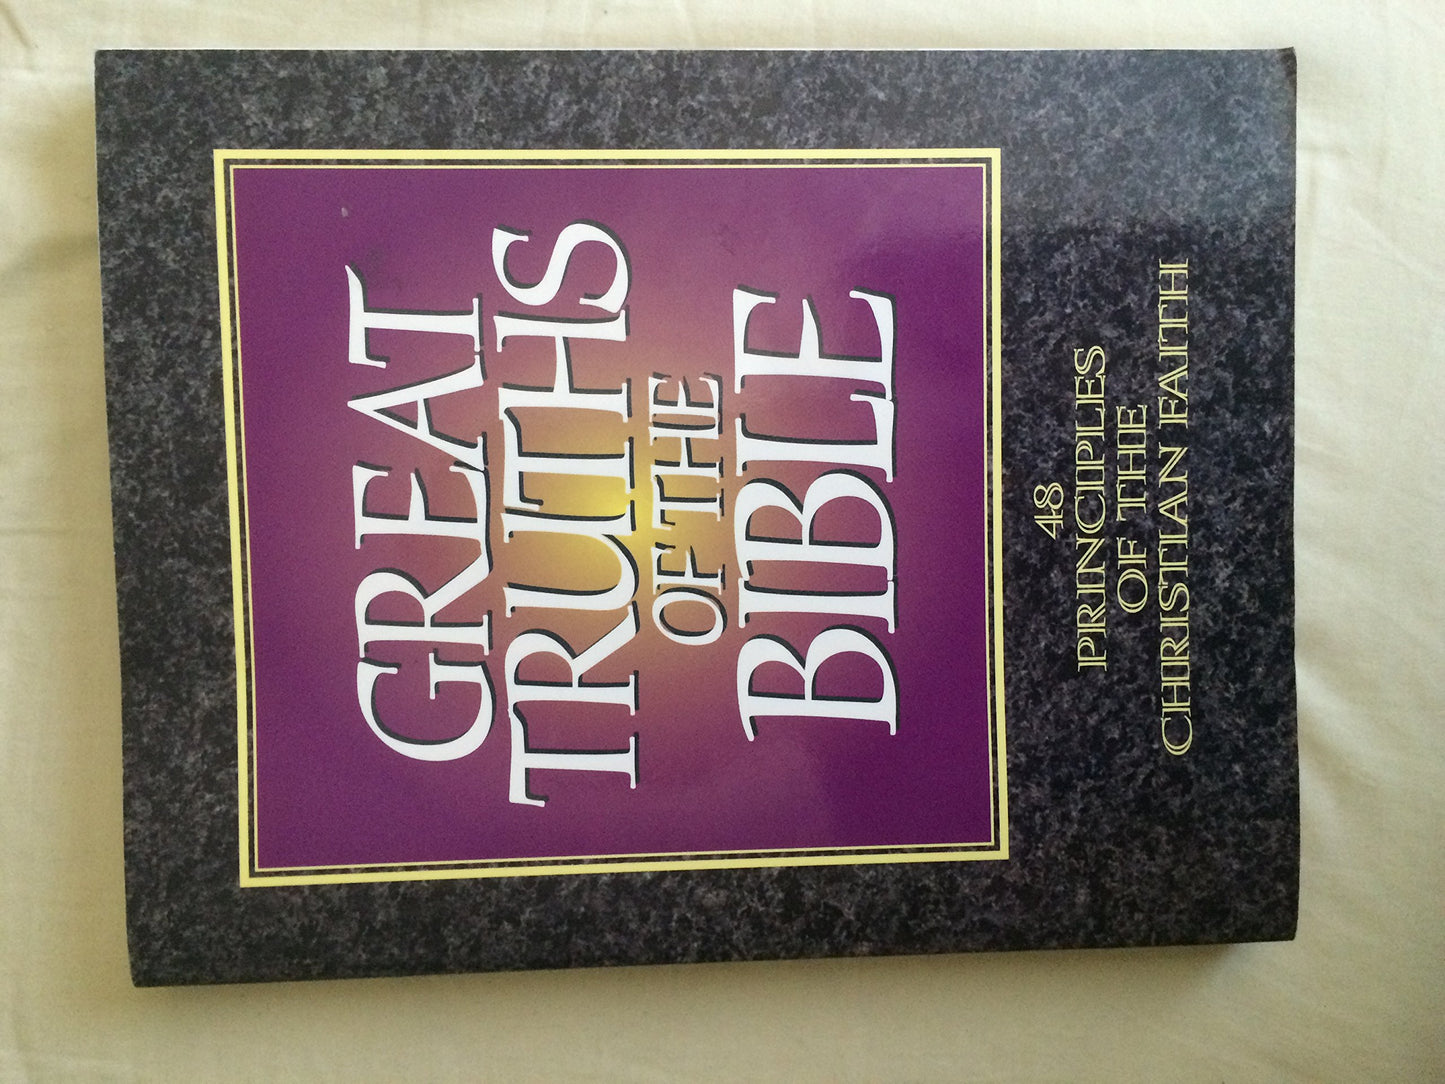 GREAT
TRUTHS
OF THE
BIBLE
48
PRINCIPLES
OF THE
CHRISTIAN FAITH